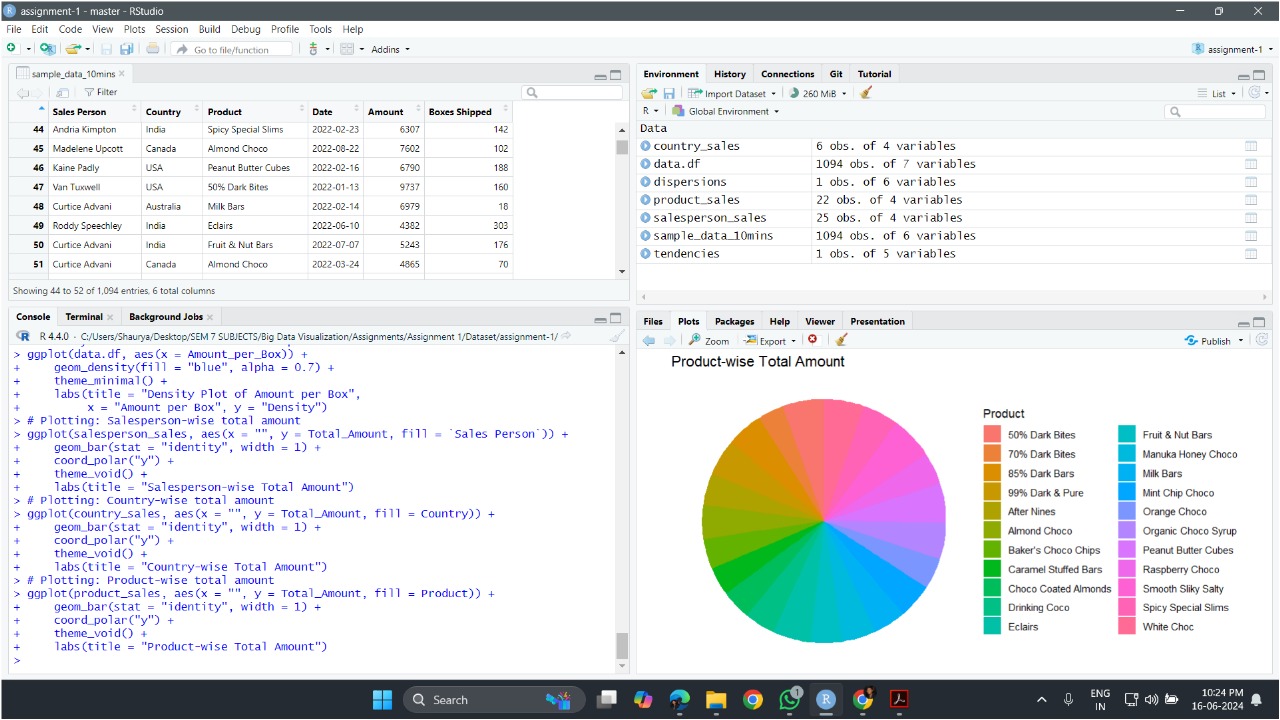 assignment-1 - master - RStudio
File Edit Code View Plots Session Build Debug Profile Tools Help
Go to file/function
Addins
assignment-1
sample_data_10mins
Filter
Sales Person Country Product Date Amount Boxes Shipped
44 Andria Kimpton India Spicy Special Slims 2022-02-23 6307 142
45 Madelene Upcott Canada Almond Choco 2022-08-22 7602 102
46 Kaine Padly USA Peanut Butter Cubes 2022-02-16 6790 188
47 Van Tuxwell USA 50% Dark Bites 2022-01-13 9737 160
48 Curtice Advani Australia Milk Bars 2022-02-14 6979 18
49 Roddy Speechley India Eclairs 2022-06-10 4382 303
50 Curtice Advani India Fruit & Nut Bars 2022-07-07 5243 176
51 Curtice Advani Canada Almond Choco 2022-03-24 4865 70
Showing 44 to 52 of 1,094 entries, 6 total columns
Console Terminal Background Jobs
R 4.4.0 · C:/Users/Shaurya/Desktop/SEM 7 SUBJECTS/Big Data Visualization/Assignments/Assignment 1/Dataset/assignment-1/
> ggplot(data.df, aes(x = Amount_per_Box)) +
+ geom_density(fill = "blue", alpha = 0.7) +
+ theme_minimal() +
+ labs(title = "Density Plot of Amount per Box",
+ x = "Amount per Box", y = "Density")
> # Plotting: Salesperson-wise total amount
> ggplot(salesperson_sales, aes(x = "", y = Total_Amount, fill = `Sales Person`)) +
+ geom_bar(stat = "identity", width = 1) +
+ coord_polar("y") +
+ theme_void() +
+ labs(title = "Salesperson-wise Total Amount")
> # Plotting: Country-wise total amount
> ggplot(country_sales, aes(x = "", y = Total_Amount, fill = Country)) +
+ geom_bar(stat = "identity", width = 1) +
+ coord_polar("y") +
+ theme_void() +
+ labs(title = "Country-wise Total Amount")
> # Plotting: Product-wise total amount
> ggplot(product_sales, aes(x = "", y = Total_Amount, fill = Product)) +
+ geom_bar(stat = "identity", width = 1) +
+ coord_polar("y") +
+ theme_void() +
+ labs(title = "Product-wise Total Amount")
>
Environment History Connections Git Tutorial
Import Dataset 260 MiB List
R Global Environment
Data
country_sales 6 obs. of 4 variables
data.df 1094 obs. of 7 variables
dispersions 1 obs. of 6 variables
product_sales 22 obs. of 4 variables
salesperson_sales 25 obs. of 4 variables
sample_data_10mins 1094 obs. of 6 variables
tendencies 1 obs. of 5 variables
Files Plots Packages Help Viewer Presentation
Zoom Export Publish
Product-wise Total Amount
Product
50% Dark Bites
70% Dark Bites
85% Dark Bars
99% Dark & Pure
After Nines
Almond Choco
Baker's Choco Chips
Caramel Stuffed Bars
Choco Coated Almonds
Drinking Coco
Eclairs
Fruit & Nut Bars
Manuka Honey Choco
Milk Bars
Mint Chip Choco
Orange Choco
Organic Choco Syrup
Peanut Butter Cubes
Raspberry Choco
Smooth Sliky Salty
Spicy Special Slims
White Choc
Search
1
R
ENG
IN
10:24 PM
16-06-2024